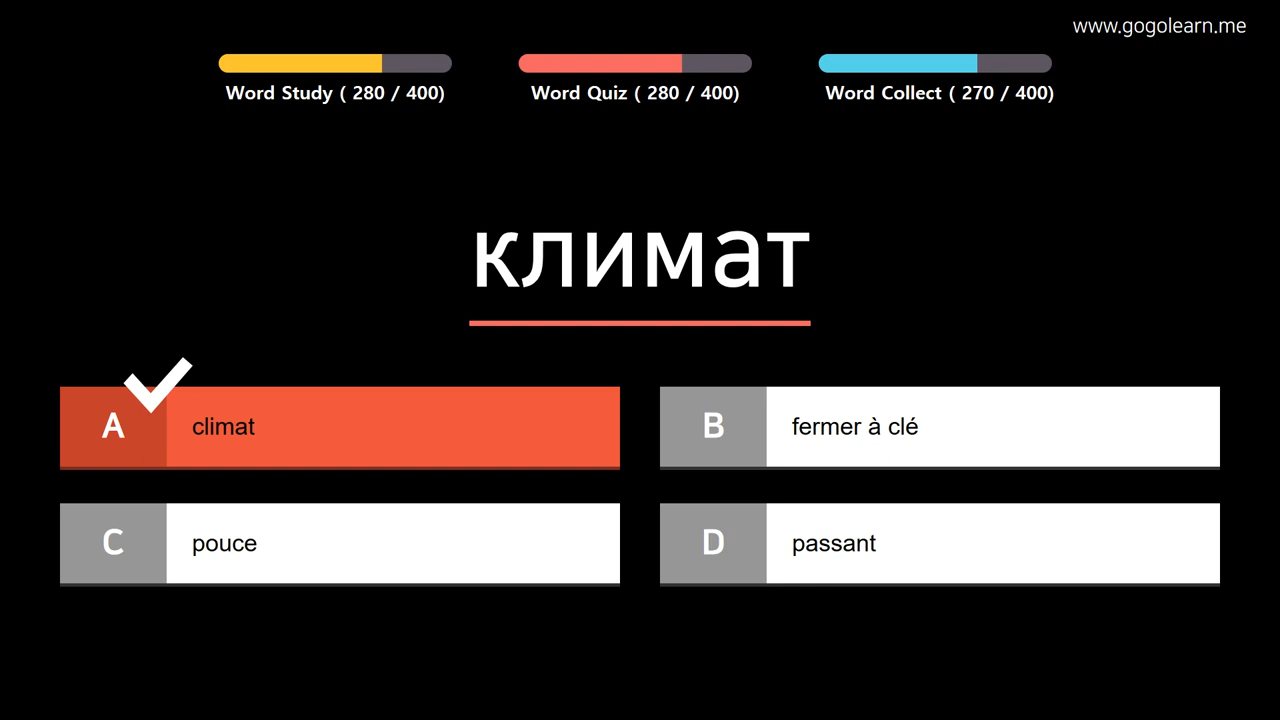 www.gogolearn.me
Word Study ( 280 / 400)
Word Quiz ( 280 / 400)
Word Collect ( 270 / 400)
климат
A climat
B fermer à clé
C pouce
D passant